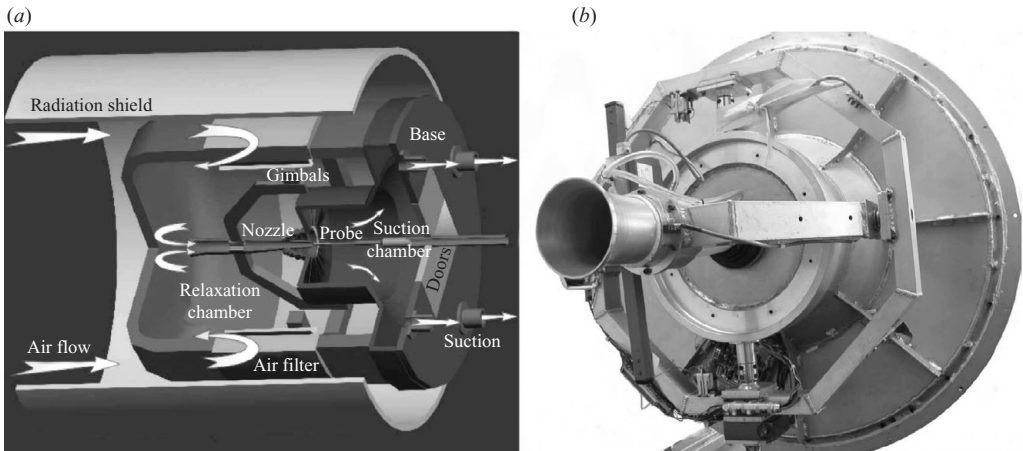 (a)
(b)
Radiation shield
Base
Gimbals
Nozzle
Probe
Suction
chamber
Doors
Relaxation
chamber
Air flow
Air filter
Suction